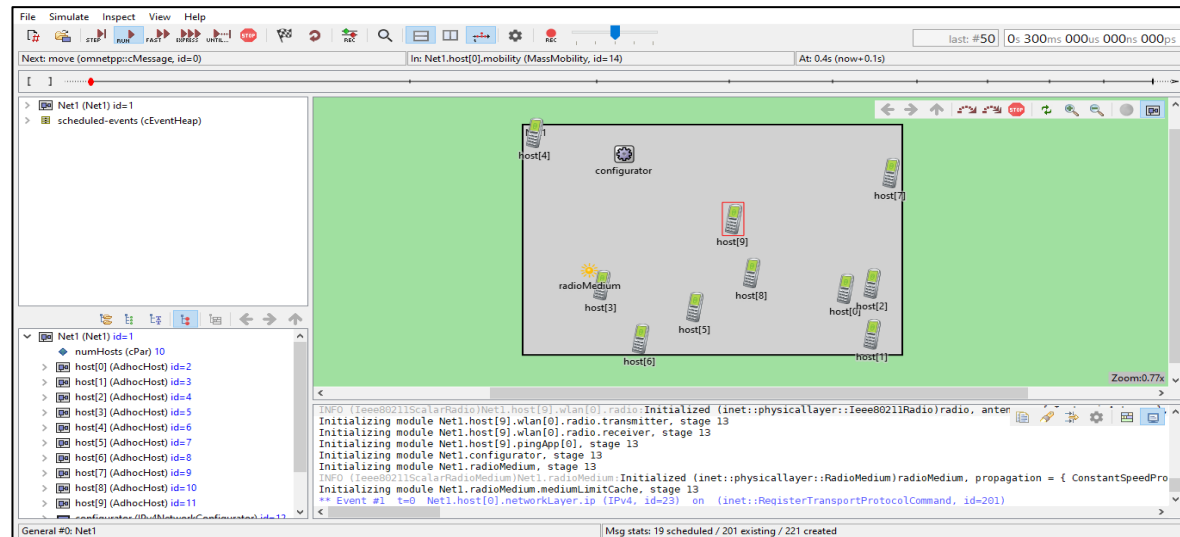 File Simulate Inspect View Help
STEP RUN FAST EXPRESS UNTIL... STOP REC REC last: #50 0s 300ms 000us 000ns 000ps
Next: move (omnetpp::cMessage, id=0) In: Net1.host[0].mobility (MassMobility, id=14) At: 0.4s (now+0.1s)
[ ]
> Net1 (Net1) id=1
> scheduled-events (cEventHeap)
STOP
host[4]
configurator
host[7]
host[9]
radioMedium
host[3]
host[8]
host[0]
host[2]
host[5]
host[6]
host[1]
Zoom:0.77x
Net1 (Net1) id=1
numHosts (cPar) 10
> host[0] (AdhocHost) id=2
> host[1] (AdhocHost) id=3
> host[2] (AdhocHost) id=4
> host[3] (AdhocHost) id=5
> host[4] (AdhocHost) id=6
> host[5] (AdhocHost) id=7
> host[6] (AdhocHost) id=8
> host[7] (AdhocHost) id=9
> host[8] (AdhocHost) id=10
> host[9] (AdhocHost) id=11
configurator (IPv4NetworkConfigurator) id=12
INFO (Ieee80211ScalarRadio)Net1.host[9].wlan[0].radio:Initialized (inet::physicallayer::Ieee80211Radio)radio, anten
Initializing module Net1.host[9].wlan[0].radio.transmitter, stage 13
Initializing module Net1.host[9].wlan[0].radio.receiver, stage 13
Initializing module Net1.host[9].pingApp[0], stage 13
Initializing module Net1.configurator, stage 13
Initializing module Net1.radioMedium, stage 13
INFO (Ieee80211ScalarRadioMedium)Net1.radioMedium:Initialized (inet::physicallayer::RadioMedium)radioMedium, propagation = { ConstantSpeedPro
Initializing module Net1.radioMedium.mediumLimitCache, stage 13
** Event #1 t=0 Net1.host[0].networkLayer.ip (IPv4, id=23) on (inet::RegisterTransportProtocolCommand, id=201)
General #0: Net1 Msg stats: 19 scheduled / 201 existing / 221 created